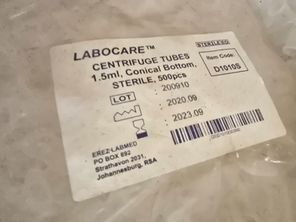 LABOCARE™
STERILE EO
CENTRIFUGE TUBES
1.5ml, Conical Bottom,
STERILE, 500pcs
Item Code:
D1010S
LOT : 200910
: 2020.09
: 2023.09
EREZ-LABMED
PO BOX 892
Strathavon 2031,
Johannesburg, RSA